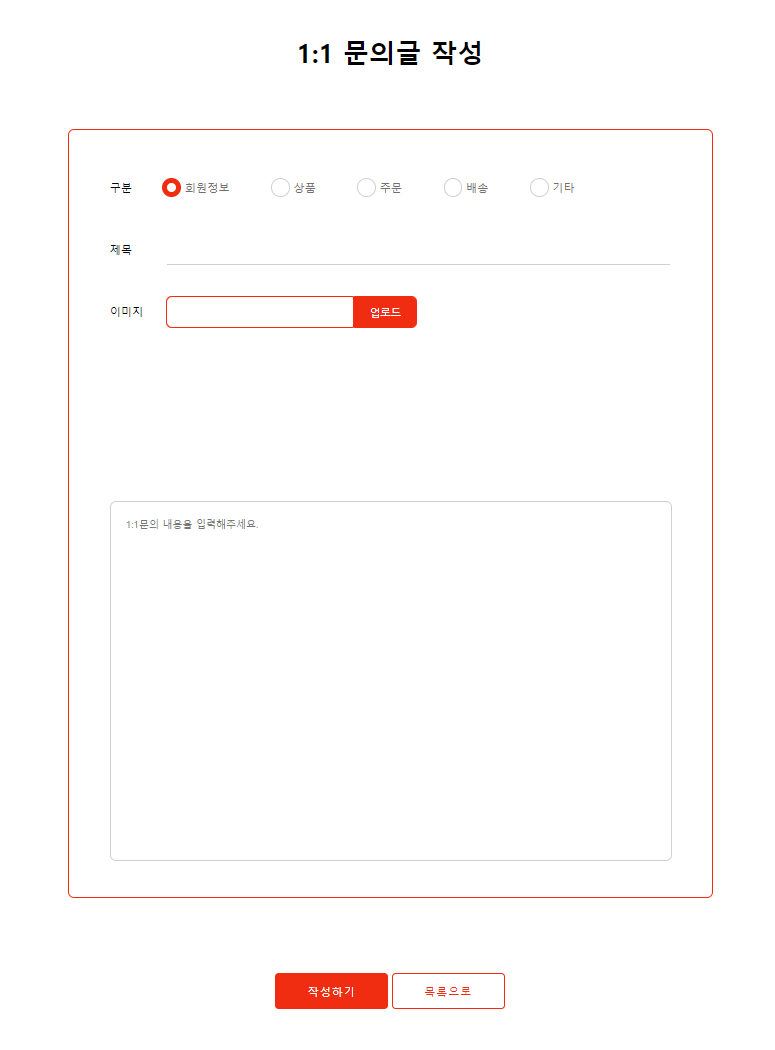 1:1 문의글 작성
구분 회원정보 상품 주문 배송 기타
제목
이미지 업로드
1:1문의 내용을 입력해주세요.
작성하기 목록으로